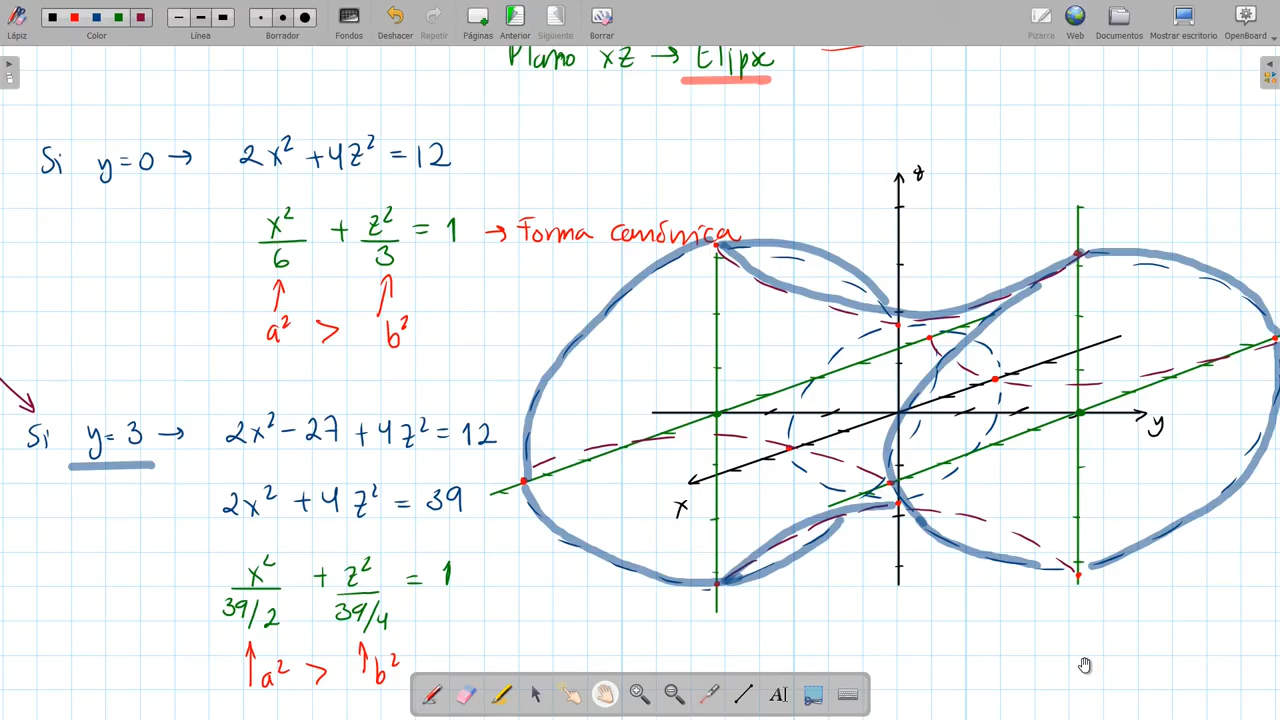 Lápiz Color Línea Borrador Fondos Deshacer Repetir Páginas Anterior Siguiente Borrar Pizarra Web Documentos Mostrar escritorio OpenBoard
Plano xz → Elipse
Si y=0 → 2x² + 4z² = 12
x²/6 + z²/3 = 1 → Forma canónica
a² > b²
Si y=3 → 2x² - 27 + 4z² = 12
2x² + 4z² = 39
x²/39/2 + z²/39/4 = 1
a² > b²
z
y
x